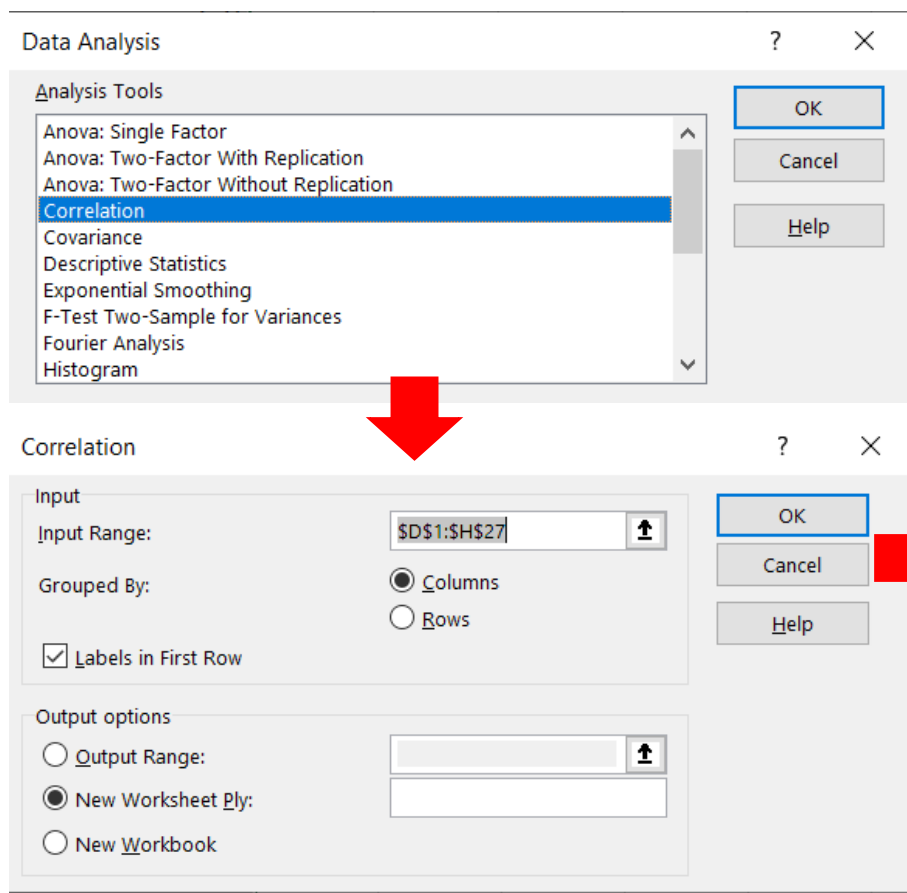 Data Analysis
?
Analysis Tools
Anova: Single Factor
Anova: Two-Factor With Replication
Anova: Two-Factor Without Replication
Correlation
Covariance
Descriptive Statistics
Exponential Smoothing
F-Test Two-Sample for Variances
Fourier Analysis
Histogram
OK
Cancel
Help
Correlation
?
Input
Input Range:
$D$1:$H$27
Grouped By:
Columns
Rows
Labels in First Row
OK
Cancel
Help
Output options
Output Range:
New Worksheet Ply:
New Workbook